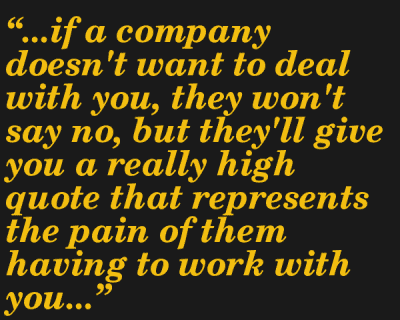 “...if a company
doesn't want to deal
with you, they won't
say no, but they'll give
you a really high
quote that represents
the pain of them
having to work with
you...”